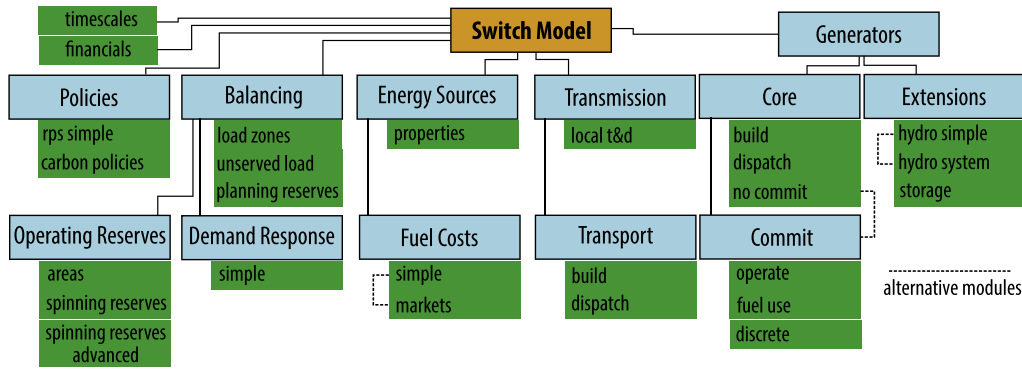 timescales
financials
Switch Model
Generators
Policies
rps simple
carbon policies
Balancing
load zones
unserved load
planning reserves
Energy Sources
properties
Transmission
local t&d
Core
build
dispatch
no commit
Extensions
hydro simple
hydro system
storage
Operating Reserves
areas
spinning reserves
spinning reserves
advanced
Demand Response
simple
Fuel Costs
simple
markets
Transport
build
dispatch
Commit
operate
fuel use
discrete
alternative modules